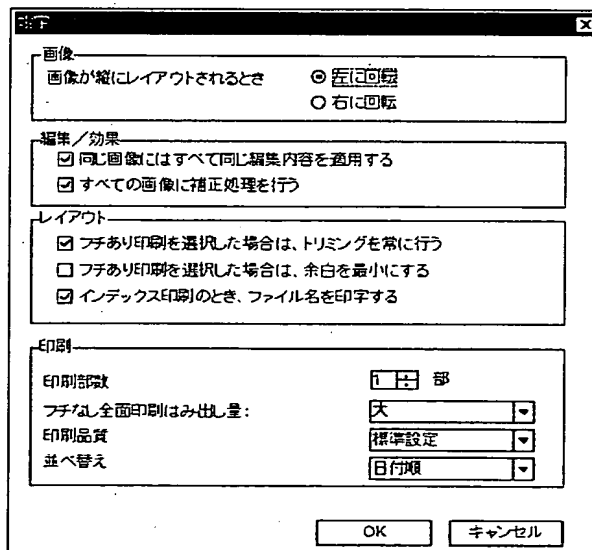 画像
画像が縦にレイアウトされるとき
左に回転
右に回転
編集／効果
同じ画像にはすべて同じ編集内容を適用する
すべての画像に補正処理を行う
レイアウト
フチあり印刷を選択した場合は、トリミングを常に行う
フチあり印刷を選択した場合は、余白を最小にする
インデックス印刷のとき、ファイル名を印字する
印刷
印刷部数 1 部
フチなし全面印刷はみ出し量： 大
印刷品質 標準設定
並べ替え 日付順
OK キャンセル